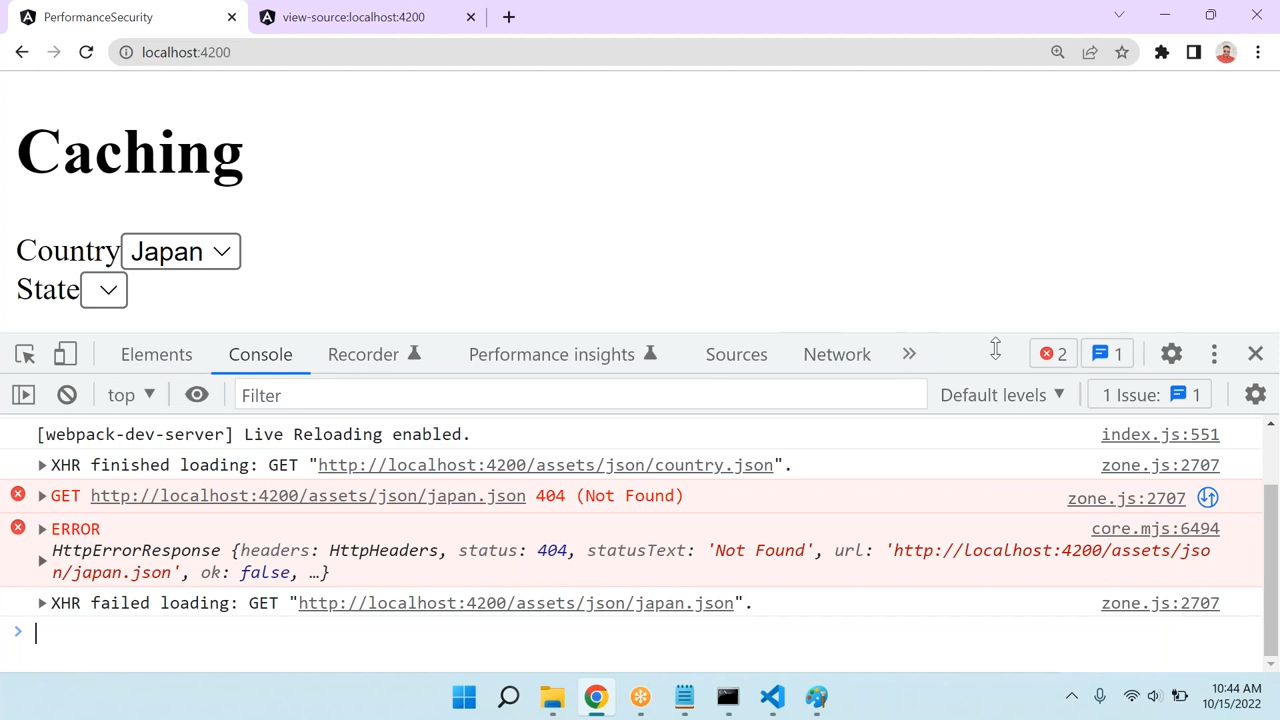 PerformanceSecurity
view-source:localhost:4200
localhost:4200
Caching
Country Japan
State
Elements Console Recorder Performance insights Sources Network 2 1
top Filter Default levels 1 Issue: 1
[webpack-dev-server] Live Reloading enabled. index.js:551
XHR finished loading: GET "http://localhost:4200/assets/json/country.json". zone.js:2707
GET http://localhost:4200/assets/json/japan.json 404 (Not Found) zone.js:2707
ERROR core.mjs:6494
HttpErrorResponse {headers: HttpHeaders, status: 404, statusText: 'Not Found', url: 'http://localhost:4200/assets/jso
n/japan.json', ok: false, …}
XHR failed loading: GET "http://localhost:4200/assets/json/japan.json". zone.js:2707
10:44 AM
10/15/2022